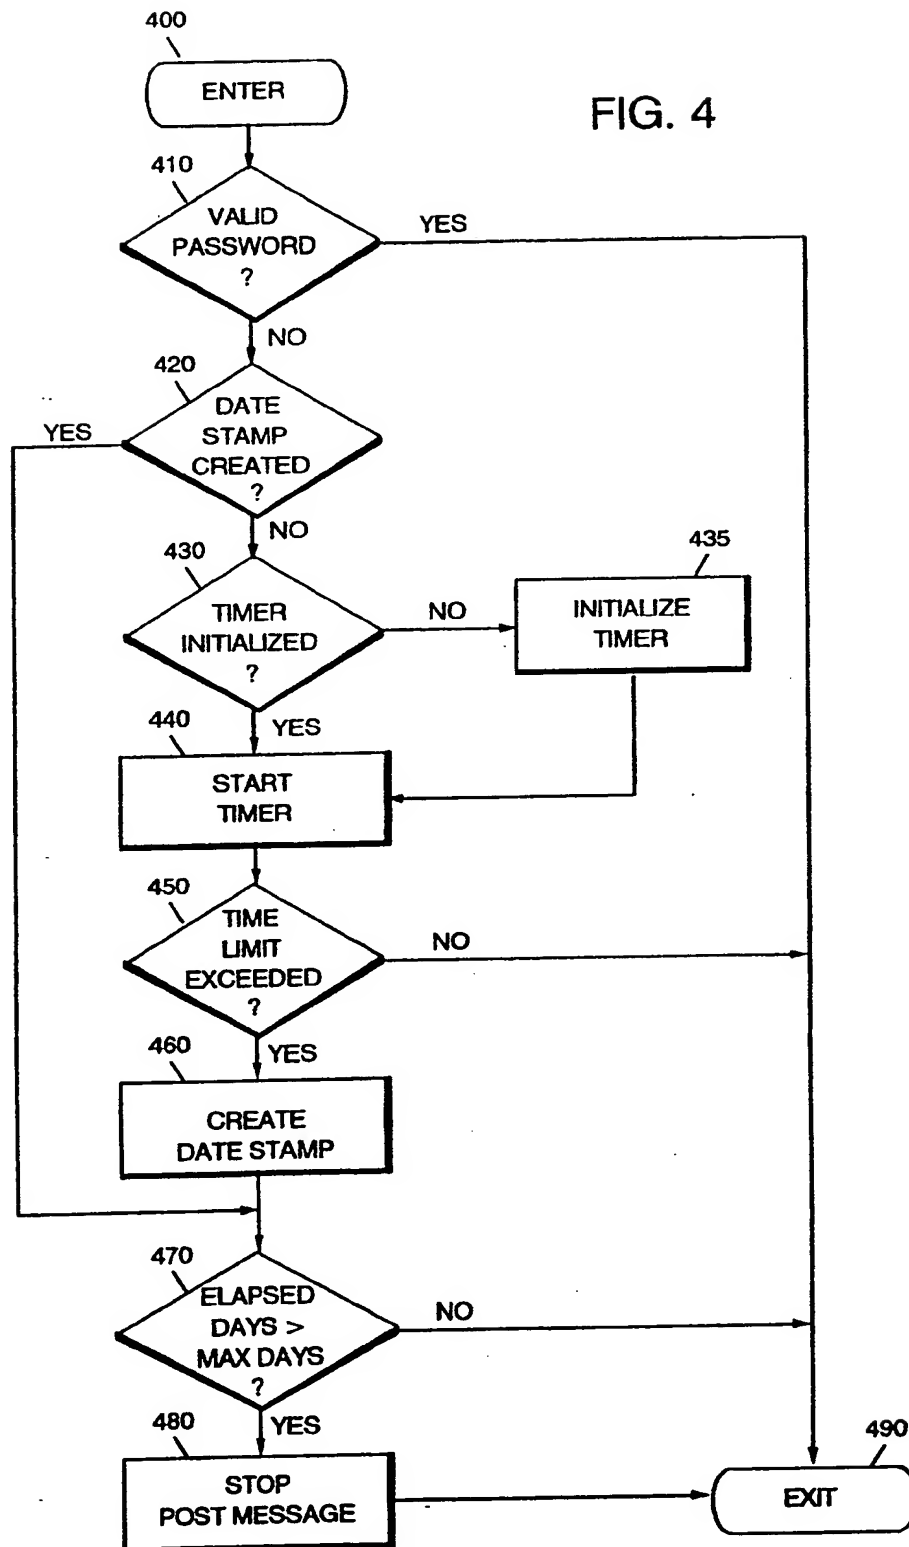 400
ENTER
FIG. 4
410
VALID
PASSWORD
?
YES
NO
420
DATE
STAMP
CREATED
?
YES
NO
430
TIMER
INITIALIZED
?
NO
435
INITIALIZE
TIMER
YES
440
START
TIMER
450
TIME
LIMIT
EXCEEDED
?
NO
YES
460
CREATE
DATE STAMP
470
ELAPSED
DAYS >
MAX DAYS
?
NO
YES
480
STOP
POST MESSAGE
490
EXIT